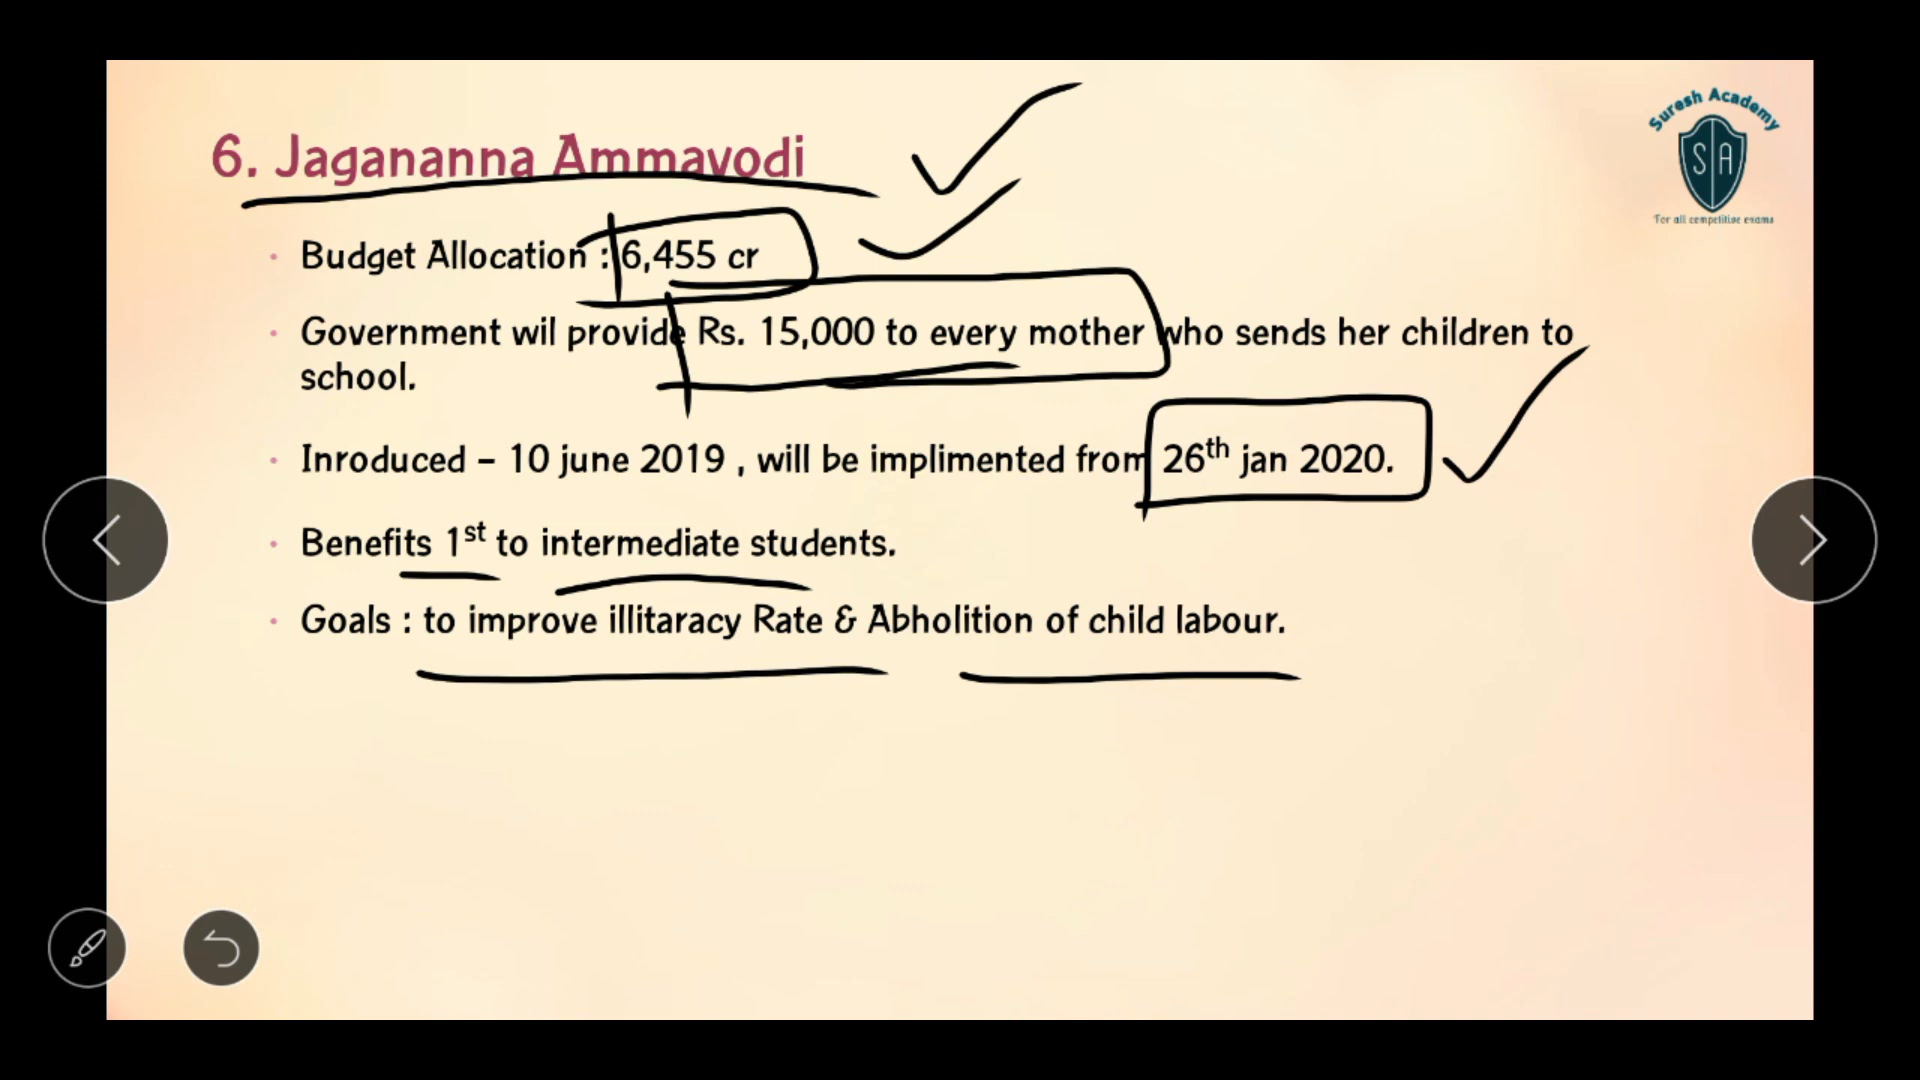 Suresh Academy
SA
For all competitive exams
6. Jagananna Ammavodi
• Budget Allocation : 6,455 cr
• Government wil provide Rs. 15,000 to every mother who sends her children to
school.
• Inroduced – 10 june 2019 , will be implimented from 26th jan 2020.
• Benefits 1st to intermediate students.
• Goals : to improve illitaracy Rate & Abholition of child labour.